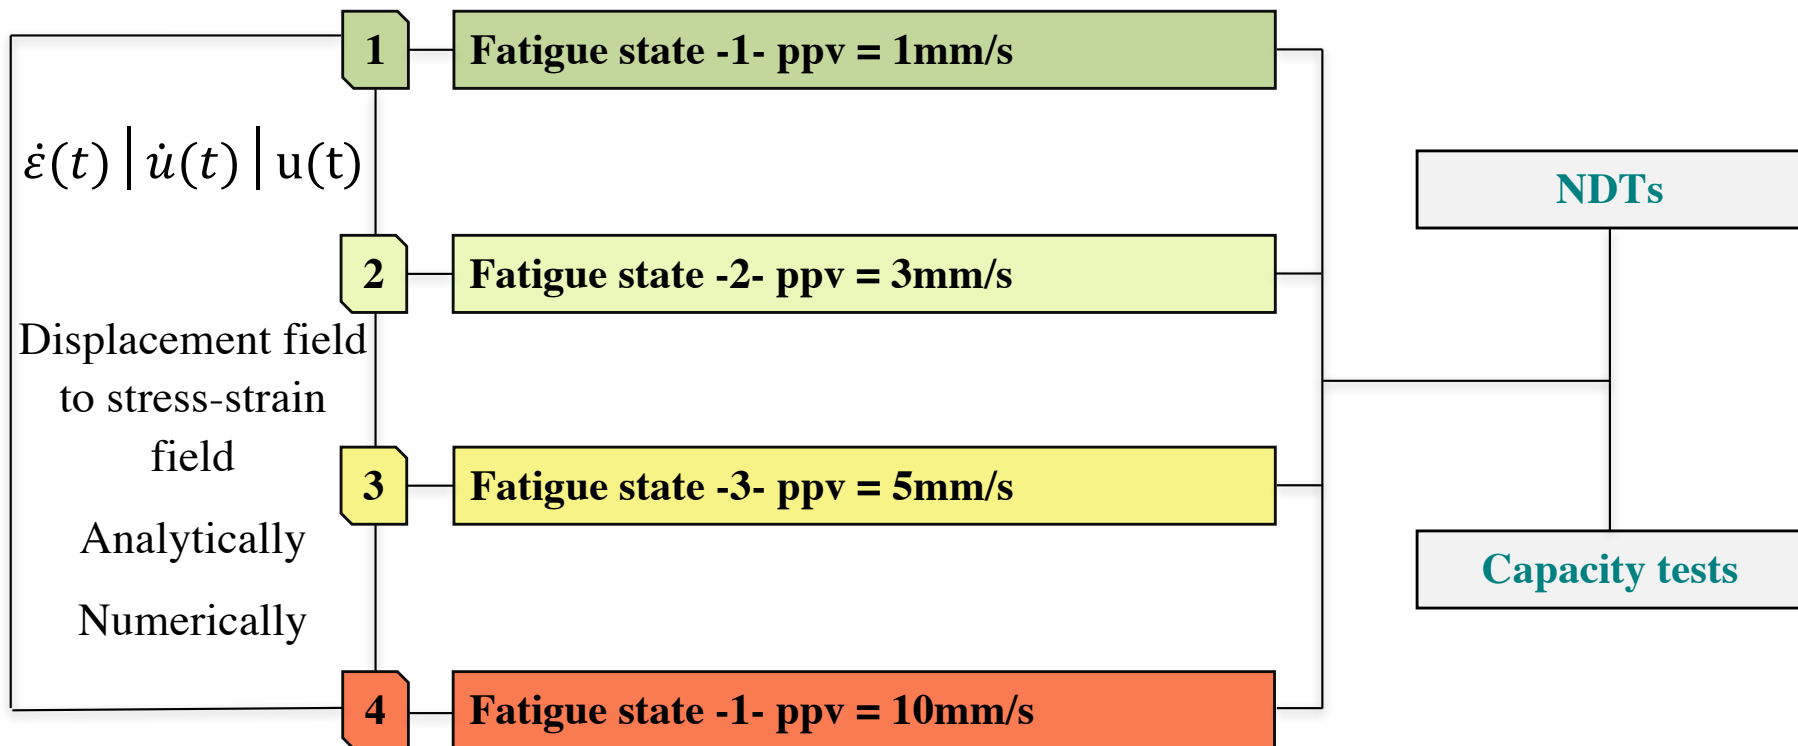 1
Fatigue state -1- ppv = 1mm/s
ε̇(t) | u̇(t) | u(t)
NDTs
2
Fatigue state -2- ppv = 3mm/s
Displacement field
to stress-strain
field
3
Fatigue state -3- ppv = 5mm/s
Analytically
Capacity tests
Numerically
4
Fatigue state -1- ppv = 10mm/s